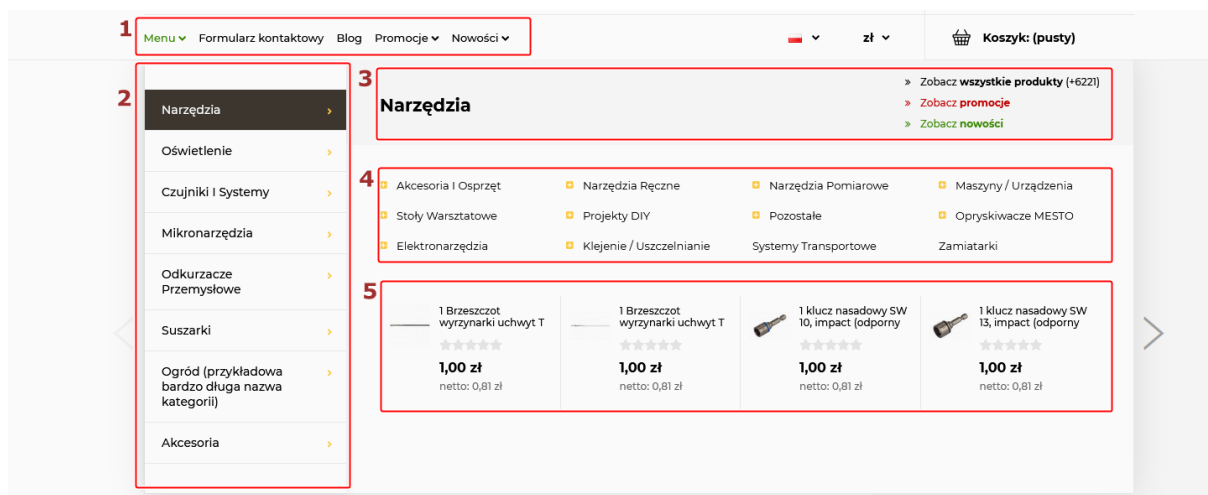 1
Menu Formularz kontaktowy Blog Promocje Nowości
zł
Koszyk: (pusty)
2
Narzędzia
Oświetlenie
Czujniki I Systemy
Mikronarzędzia
Odkurzacze
Przemysłowe
Suszarki
Ogród (przykładowa
bardzo długa nazwa
kategorii)
Akcesoria
3
Narzędzia
» Zobacz wszystkie produkty (+6221)
» Zobacz promocje
» Zobacz nowości
4
Akcesoria I Osprzęt
Narzędzia Ręczne
Narzędzia Pomiarowe
Maszyny / Urządzenia
Stoły Warsztatowe
Projekty DIY
Pozostałe
Opryskiwacze MESTO
Elektronarzędzia
Klejenie / Uszczelnianie
Systemy Transportowe
Zamiatarki
5
1 Brzeszczot
wyrzynarki uchwyt T
1,00 zł
netto: 0,81 zł
1 Brzeszczot
wyrzynarki uchwyt T
1,00 zł
netto: 0,81 zł
1 klucz nasadowy SW
10, impact (odporny
1,00 zł
netto: 0,81 zł
1 klucz nasadowy SW
13, impact (odporny
1,00 zł
netto: 0,81 zł